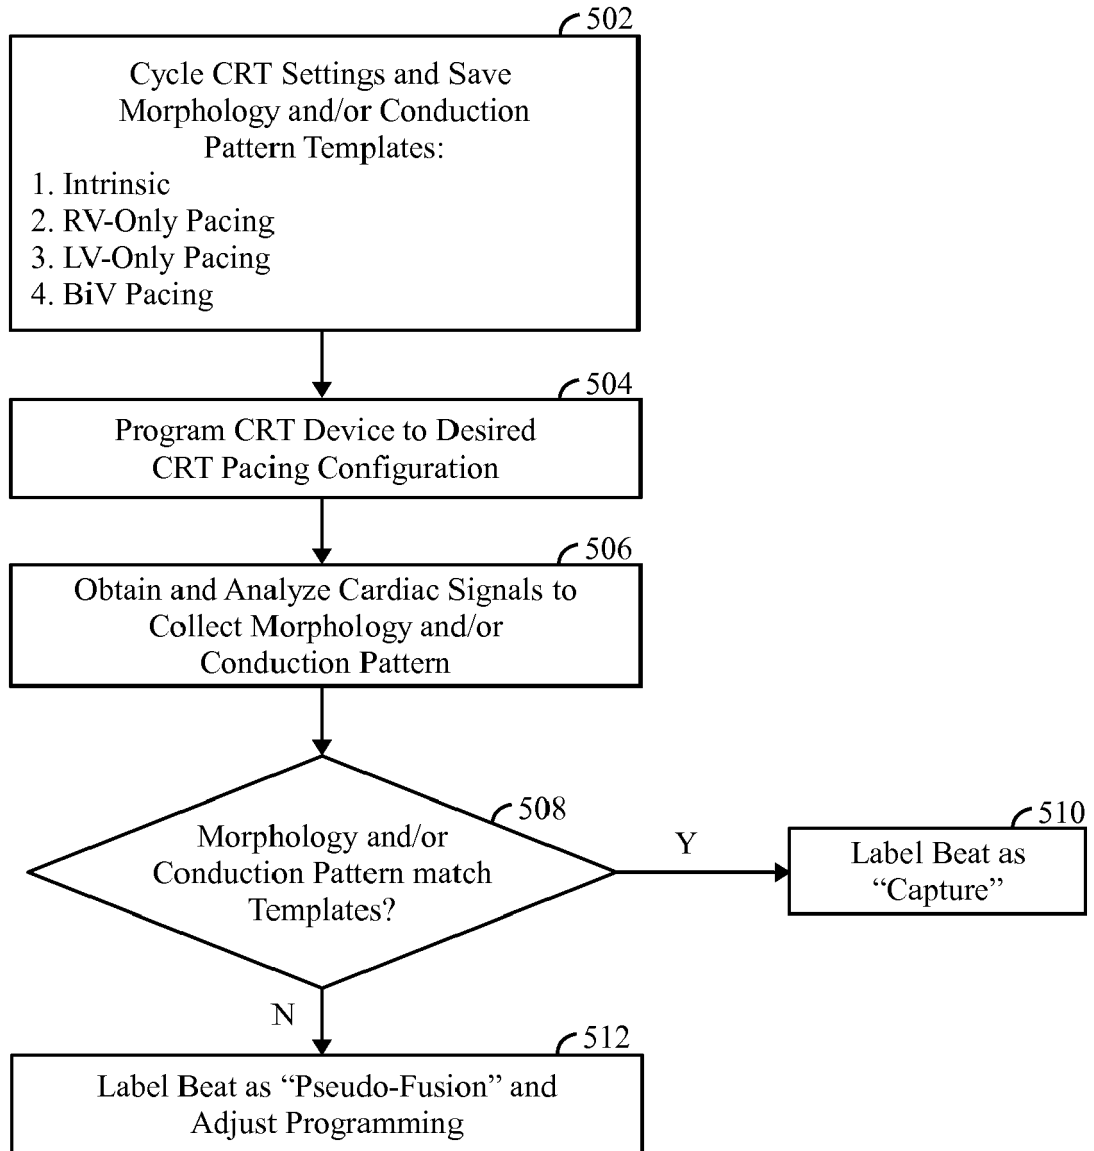 502
Cycle CRT Settings and Save
Morphology and/or Conduction
Pattern Templates:
1. Intrinsic
2. RV-Only Pacing
3. LV-Only Pacing
4. BiV Pacing
504
Program CRT Device to Desired
CRT Pacing Configuration
506
Obtain and Analyze Cardiac Signals to
Collect Morphology and/or
Conduction Pattern
508
Morphology and/or
Conduction Pattern match
Templates?
Y
510
Label Beat as
“Capture”
N
512
Label Beat as “Pseudo-Fusion” and
Adjust Programming